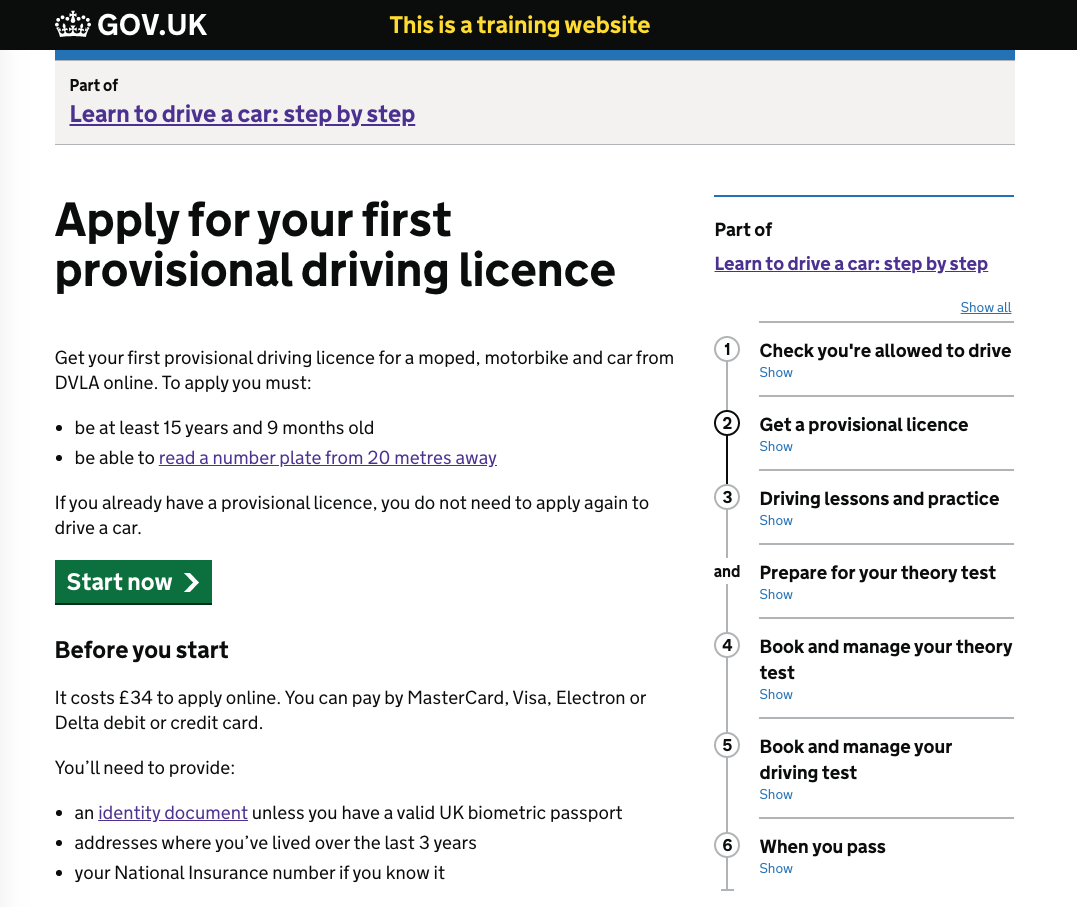 GOV.UK
This is a training website
Part of
Learn to drive a car: step by step
Apply for your first
provisional driving licence
Get your first provisional driving licence for a moped, motorbike and car from
DVLA online. To apply you must:
• be at least 15 years and 9 months old
• be able to read a number plate from 20 metres away
If you already have a provisional licence, you do not need to apply again to
drive a car.
Start now
Before you start
It costs £34 to apply online. You can pay by MasterCard, Visa, Electron or
Delta debit or credit card.
You’ll need to provide:
• an identity document unless you have a valid UK biometric passport
• addresses where you’ve lived over the last 3 years
• your National Insurance number if you know it
Part of
Learn to drive a car: step by step
Show all
1 Check you're allowed to drive
Show
2 Get a provisional licence
Show
3 Driving lessons and practice
Show
and Prepare for your theory test
Show
4 Book and manage your theory
test
Show
5 Book and manage your
driving test
Show
6 When you pass
Show